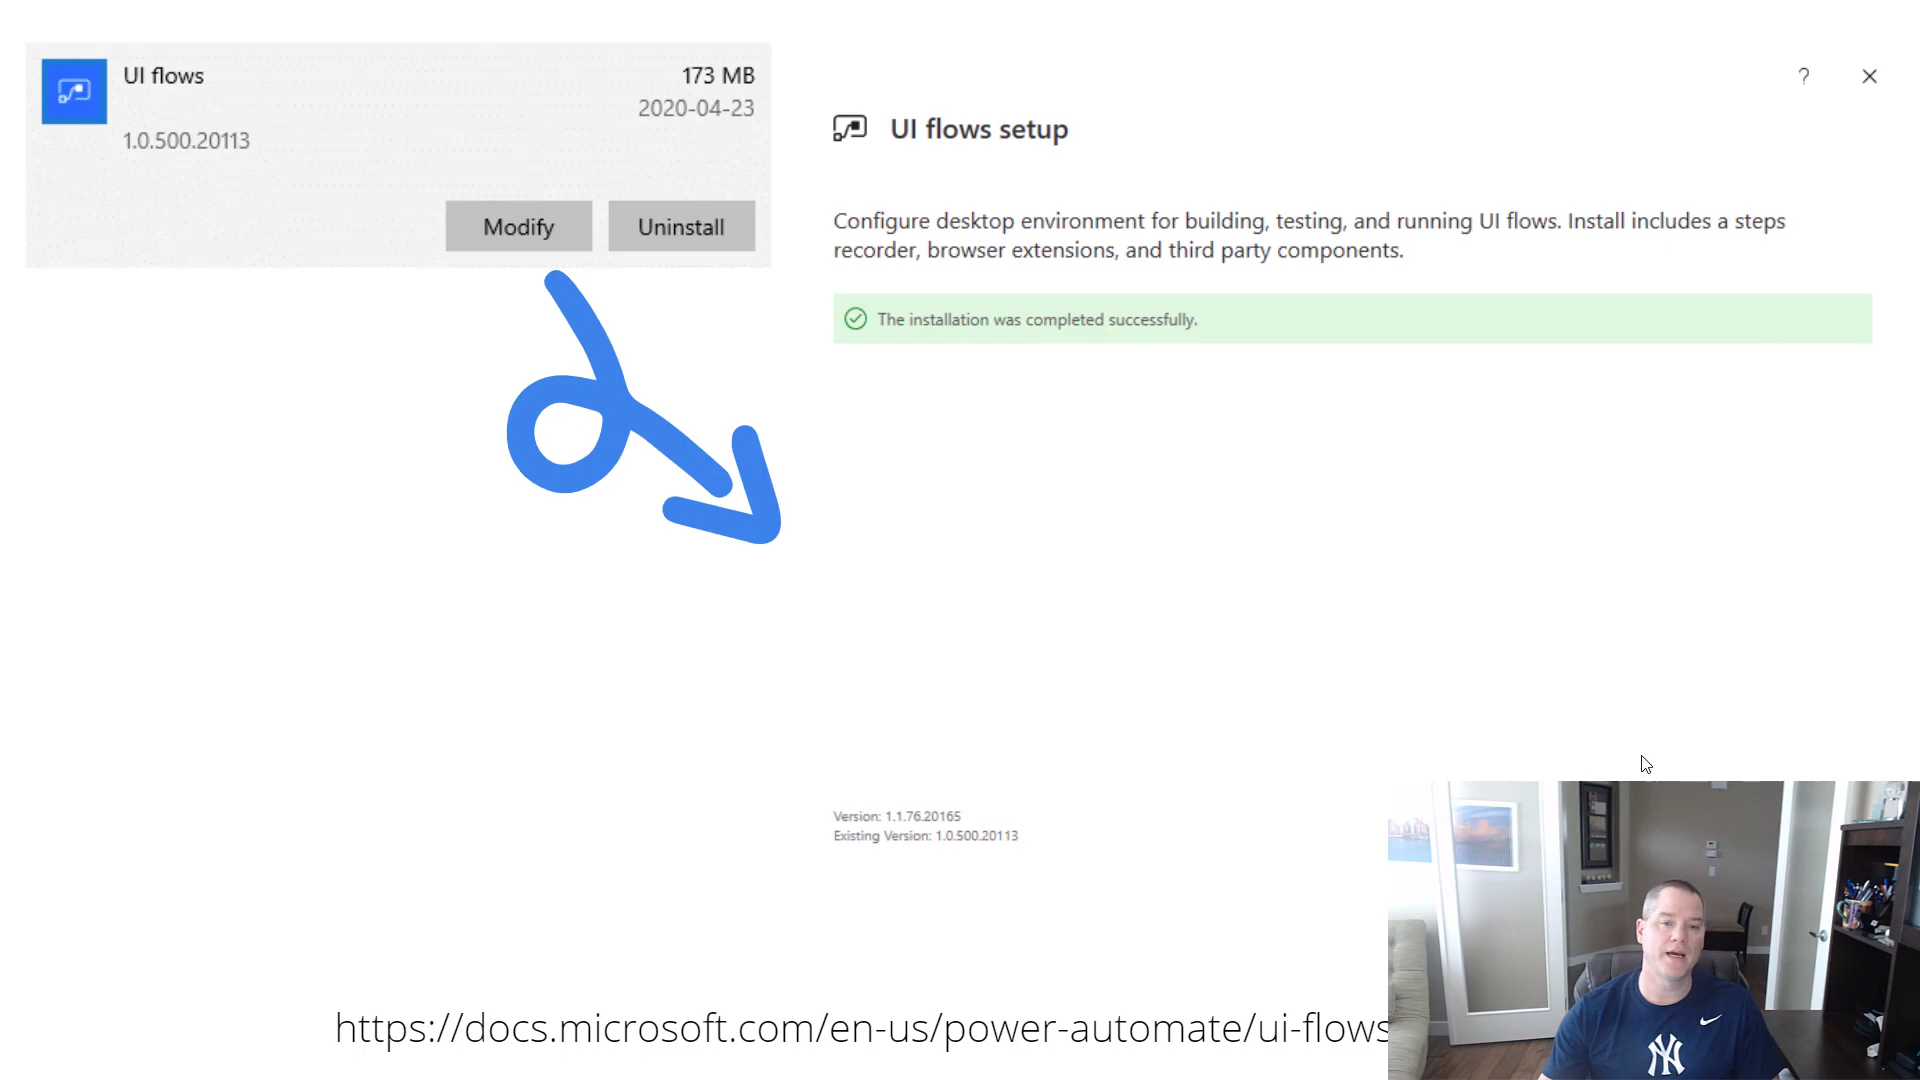 UI flows
173 MB
2020-04-23
1.0.500.20113
Modify
Uninstall
?
UI flows setup
Configure desktop environment for building, testing, and running UI flows. Install includes a steps
recorder, browser extensions, and third party components.
The installation was completed successfully.
Version: 1.1.76.20165
Existing Version: 1.0.500.20113
https://docs.microsoft.com/en-us/power-automate/ui-flows
NY